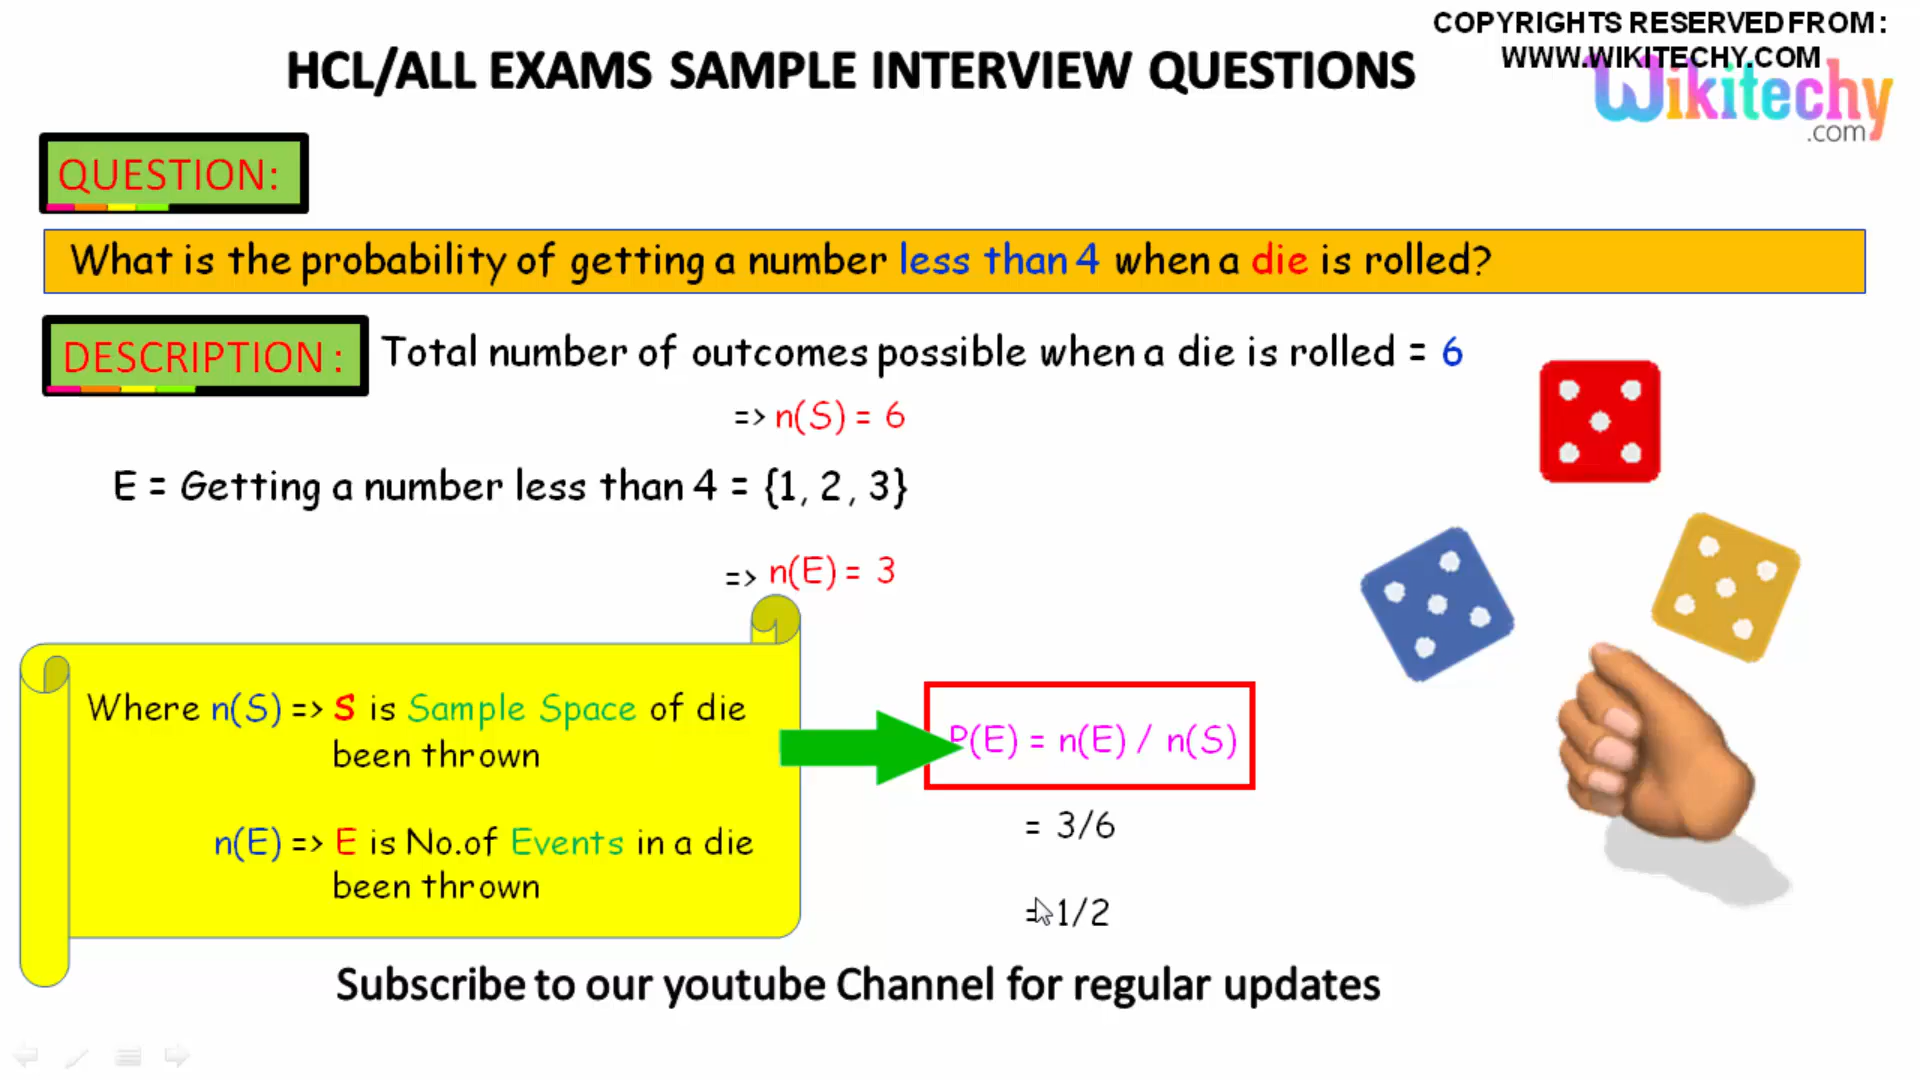 COPYRIGHTS RESERVED FROM :
WWW.WIKITECHY.COM
HCL/ALL EXAMS SAMPLE INTERVIEW QUESTIONS
Wikitechy
.com
QUESTION:
What is the probability of getting a number less than 4 when a die is rolled?
DESCRIPTION :
Total number of outcomes possible when a die is rolled = 6
=> n(S) = 6
E = Getting a number less than 4 = {1, 2, 3}
=> n(E) = 3
Where n(S) => S is Sample Space of die
been thrown
n(E) => E is No.of Events in a die
been thrown
P(E) = n(E) / n(S)
= 3/6
= 1/2
Subscribe to our youtube Channel for regular updates